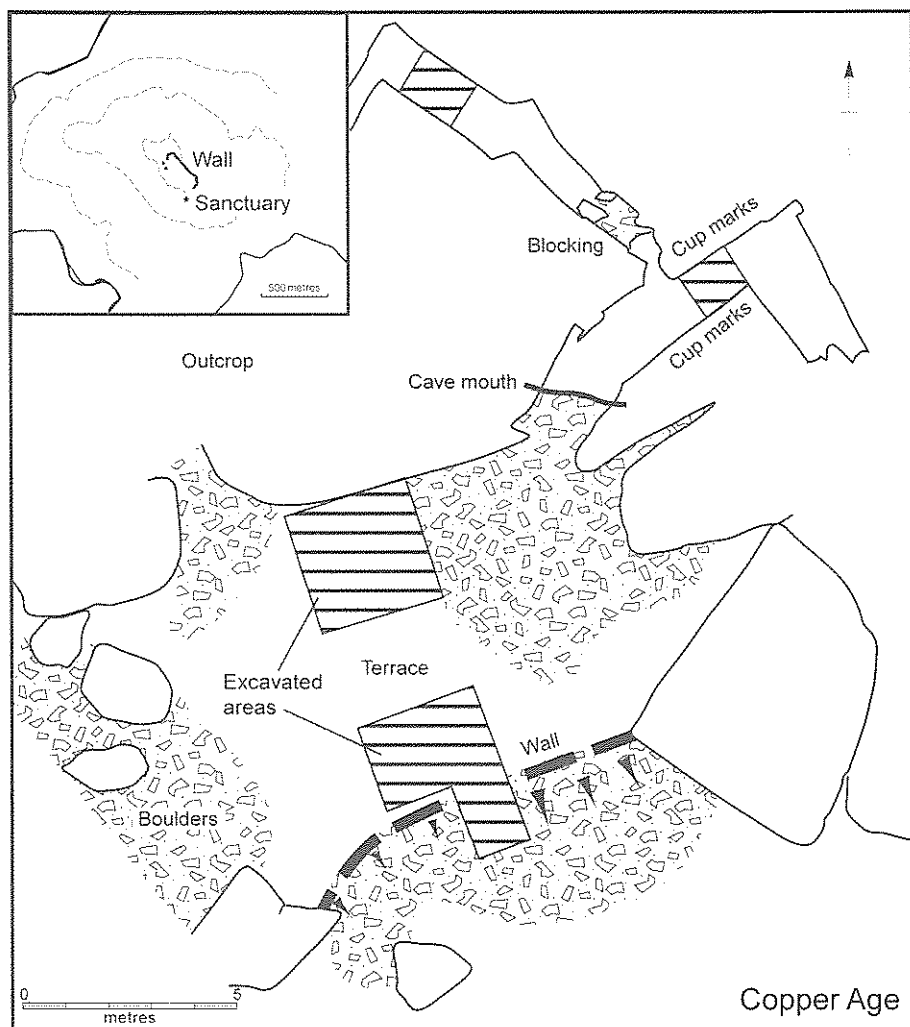 Wall
Sanctuary
500 metres
Blocking
Cup marks
Cup marks
Outcrop
Cave mouth
Terrace
Excavated
areas
Wall
Boulders
0 5
metres
Copper Age